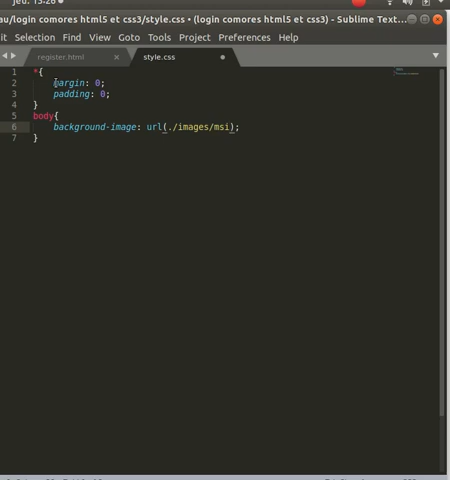 jeu. 13:26
au/login comores html5 et css3/style.css • (login comores html5 et css3) - Sublime Text...
it Selection Find View Goto Tools Project Preferences Help
register.html × style.css
1 *{
2 margin: 0;
3 padding: 0;
4 }
5 body{
6 background-image: url(./images/msi);
7 }